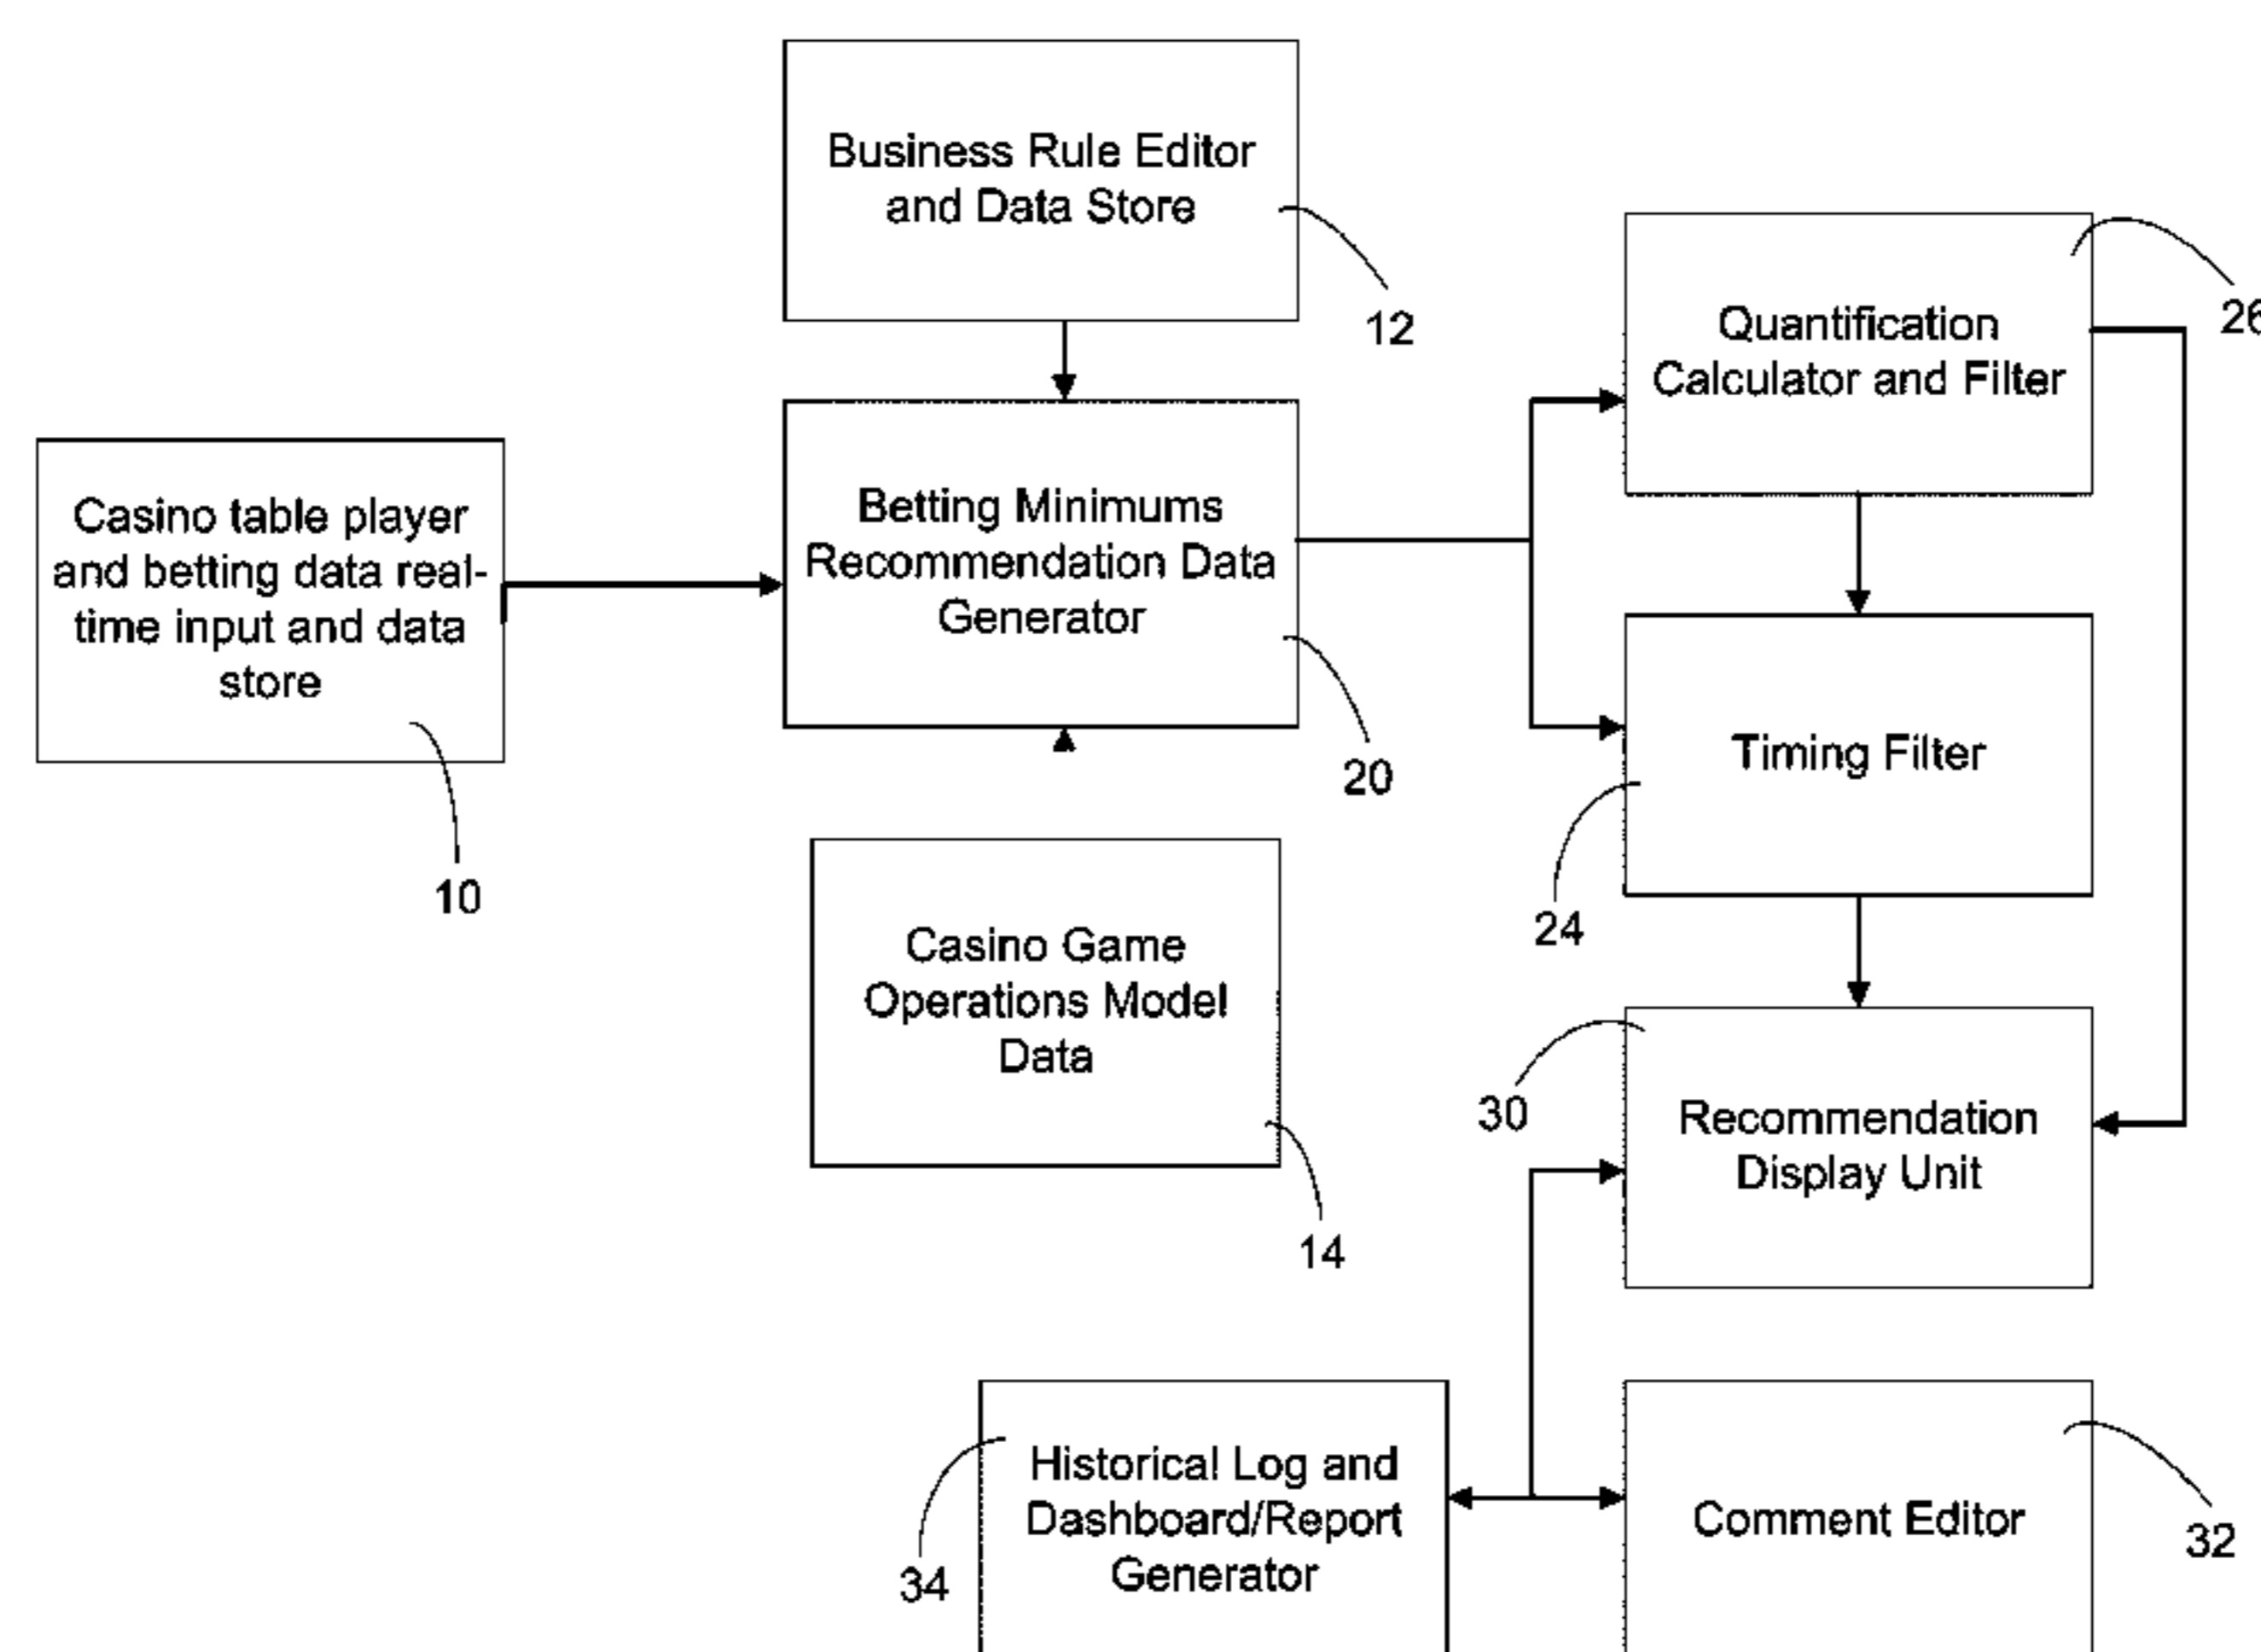 Business Rule Editor
and Data Store
12
Quantification
Calculator and Filter
26
Casino table player
and betting data real-
time input and data
store
10
Betting Minimums
Recommendation Data
Generator
20
Timing Filter
24
Casino Game
Operations Model
Data
14
Recommendation
Display Unit
30
Historical Log and
Dashboard/Report
Generator
34
Comment Editor
32